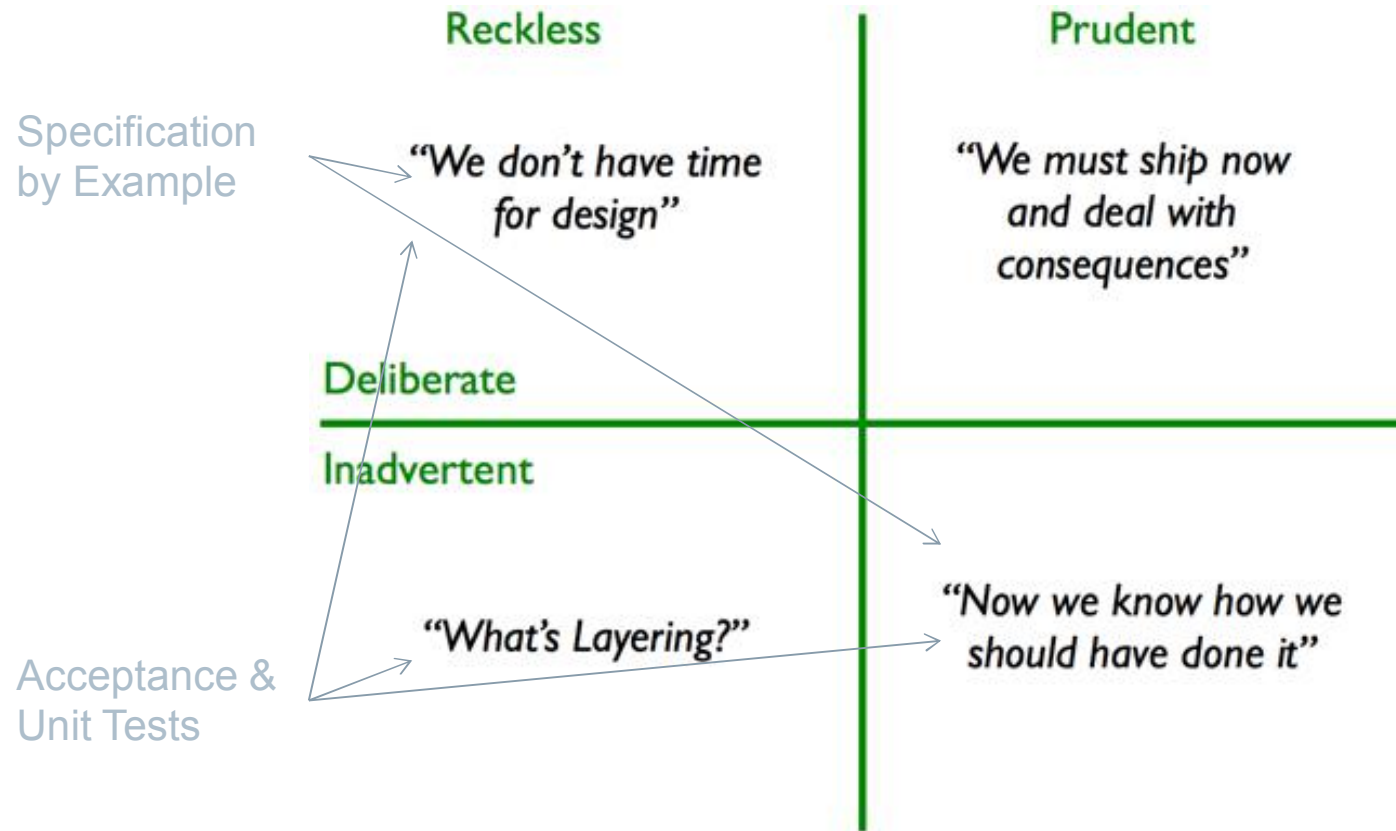 Reckless
Prudent
Specification
by Example
“We don’t have time
for design”
“We must ship now
and deal with
consequences”
Deliberate
Inadvertent
“What’s Layering?”
“Now we know how we
should have done it”
Acceptance &
Unit Tests